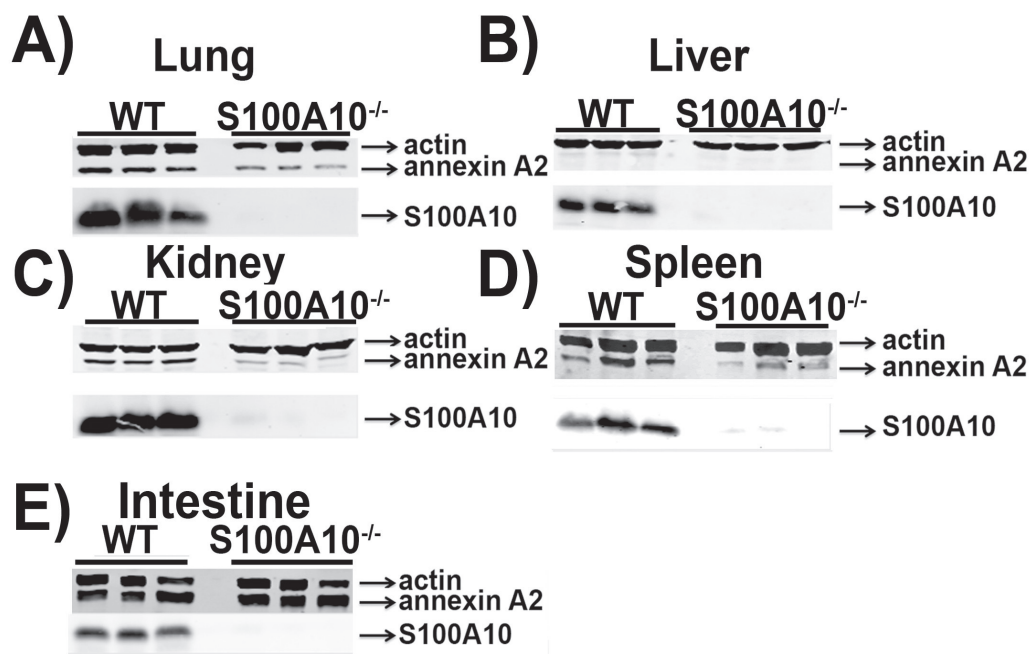 A)
Lung
WT S100A10-/-
actin
annexin A2
S100A10
B)
Liver
WT S100A10-/-
actin
annexin A2
S100A10
C)
Kidney
WT S100A10-/-
actin
annexin A2
S100A10
D)
Spleen
WT S100A10-/-
actin
annexin A2
S100A10
E)
Intestine
WT S100A10-/-
actin
annexin A2
S100A10